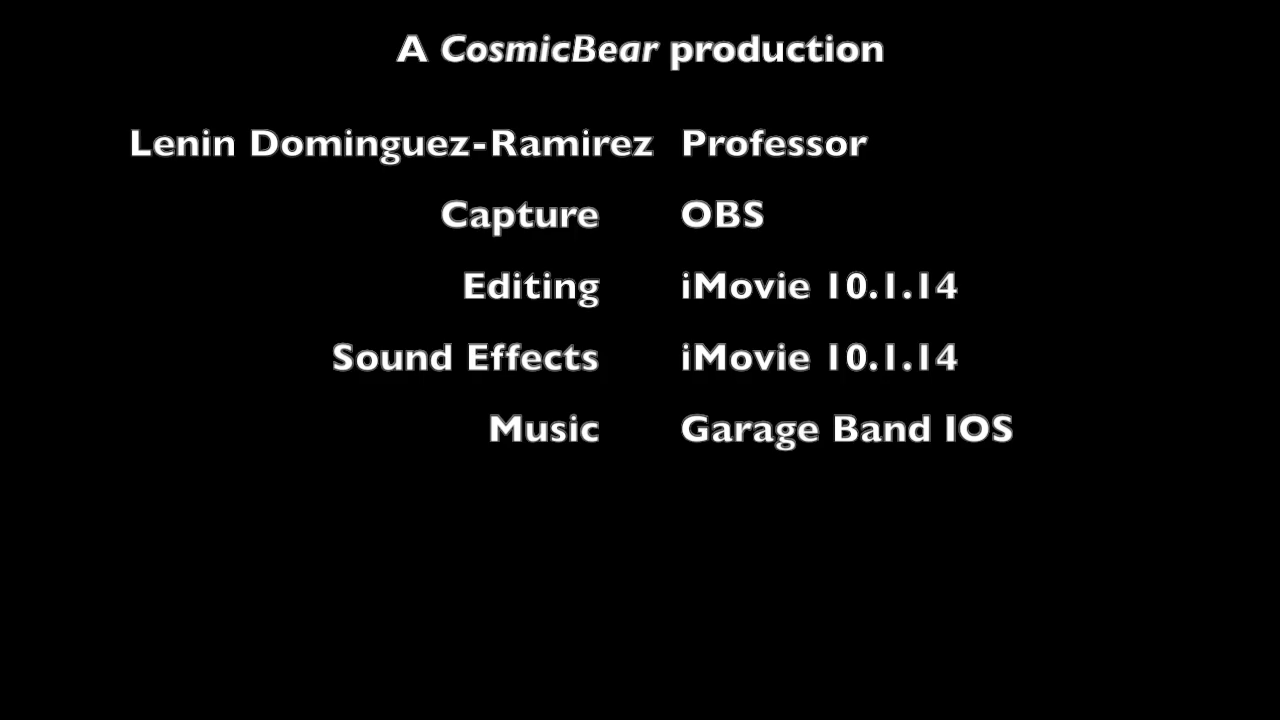 A CosmicBear production
Lenin Dominguez-Ramirez Professor
Capture OBS
Editing iMovie 10.1.14
Sound Effects iMovie 10.1.14
Music Garage Band IOS